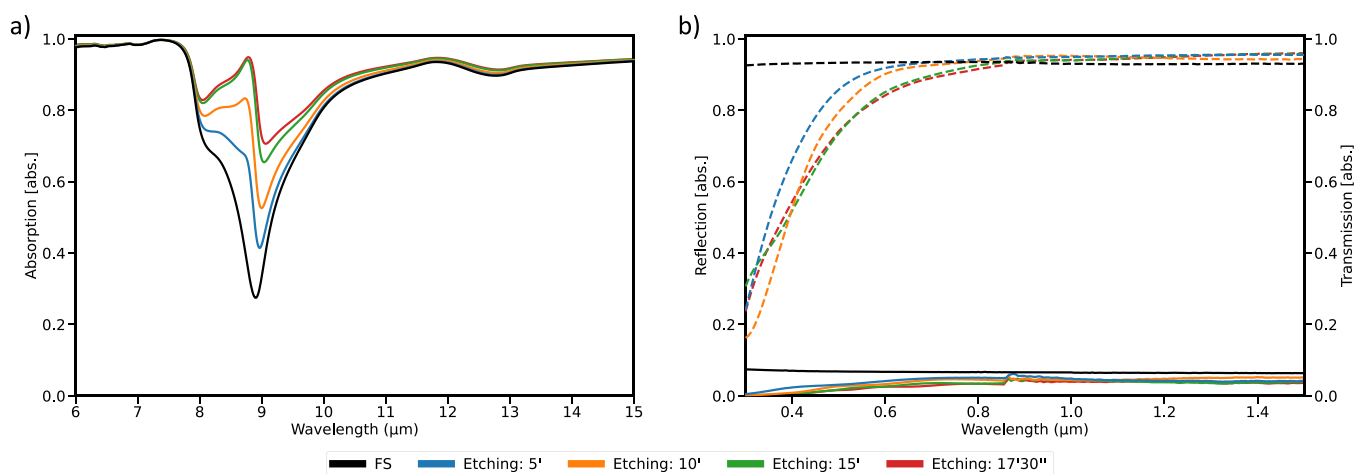 a)
1.0
0.8
0.6
0.4
0.2
0.0
Absorption [abs.]
6 7 8 9 10 11 12 13 14 15
Wavelength (μm)
b)
1.0
0.8
0.6
0.4
0.2
0.0
Reflection [abs.]
0.4 0.6 0.8 1.0 1.2 1.4
Wavelength (μm)
1.0
0.8
0.6
0.4
0.2
0.0
Transmission [abs.]
FS Etching: 5' Etching: 10' Etching: 15' Etching: 17'30"